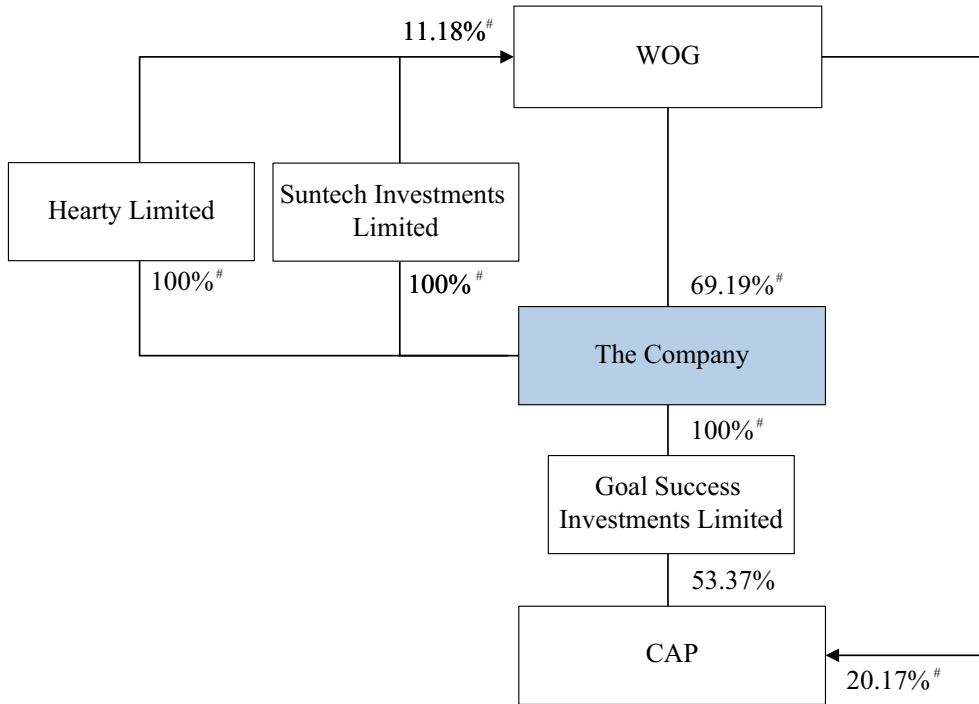 11.18%#
WOG
Hearty Limited
Suntech Investments
Limited
100%#
100%#
69.19%#
The Company
100%#
Goal Success
Investments Limited
53.37%
CAP
20.17%#